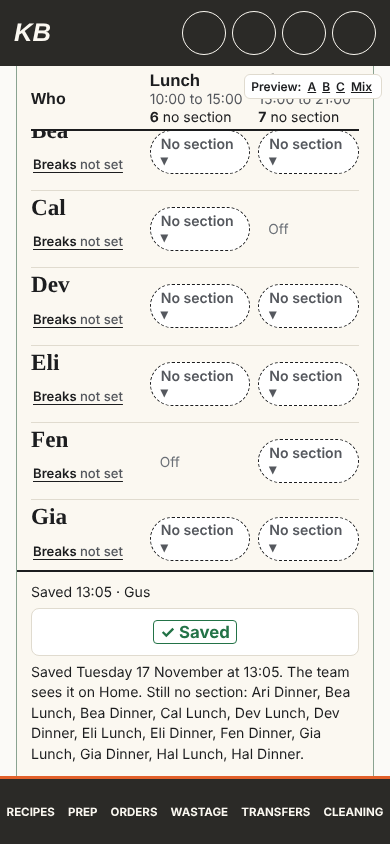 KB
Preview: A B C Mix
Who
Lunch
10:00 to 15:00
15:00 to 21:00
6 no section
7 no section
Bea
Breaks not set
No section ▼
No section ▼
Cal
Breaks not set
No section ▼
Off
Dev
Breaks not set
No section ▼
No section ▼
Eli
Breaks not set
No section ▼
No section ▼
Fen
Breaks not set
Off
No section ▼
Gia
Breaks not set
No section ▼
No section ▼
Saved 13:05 · Gus
✓ Saved
Saved Tuesday 17 November at 13:05. The team
sees it on Home. Still no section: Ari Dinner, Bea
Lunch, Bea Dinner, Cal Lunch, Dev Lunch, Dev
Dinner, Eli Lunch, Eli Dinner, Fen Dinner, Gia
Lunch, Gia Dinner, Hal Lunch, Hal Dinner.
RECIPES PREP ORDERS WASTAGE TRANSFERS CLEANING